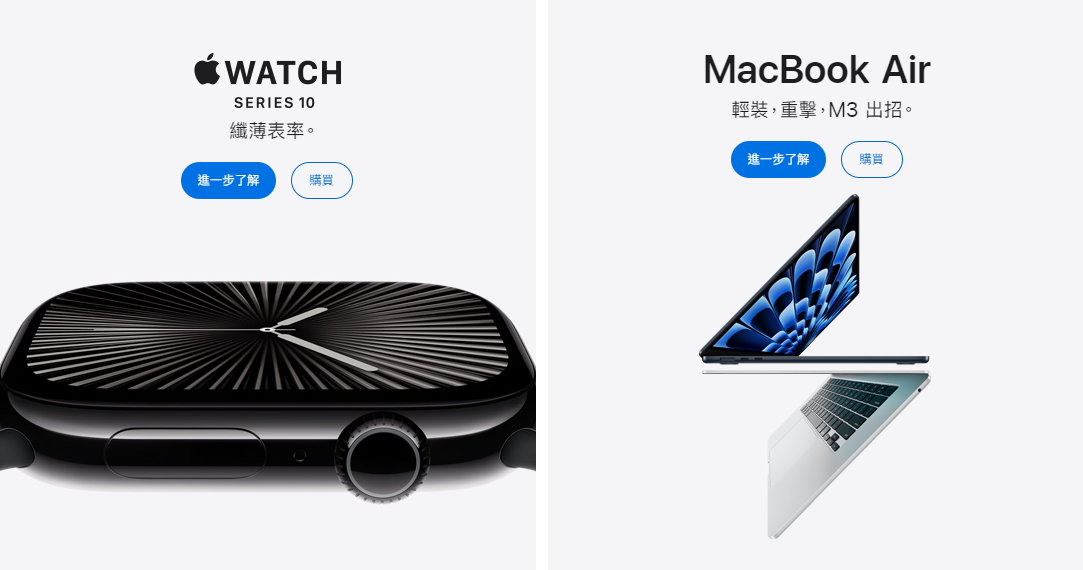 WATCH
SERIES 10
纖薄表率。
進一步了解
購買
MacBook Air
輕裝，重擊，M3 出招。
進一步了解
購買